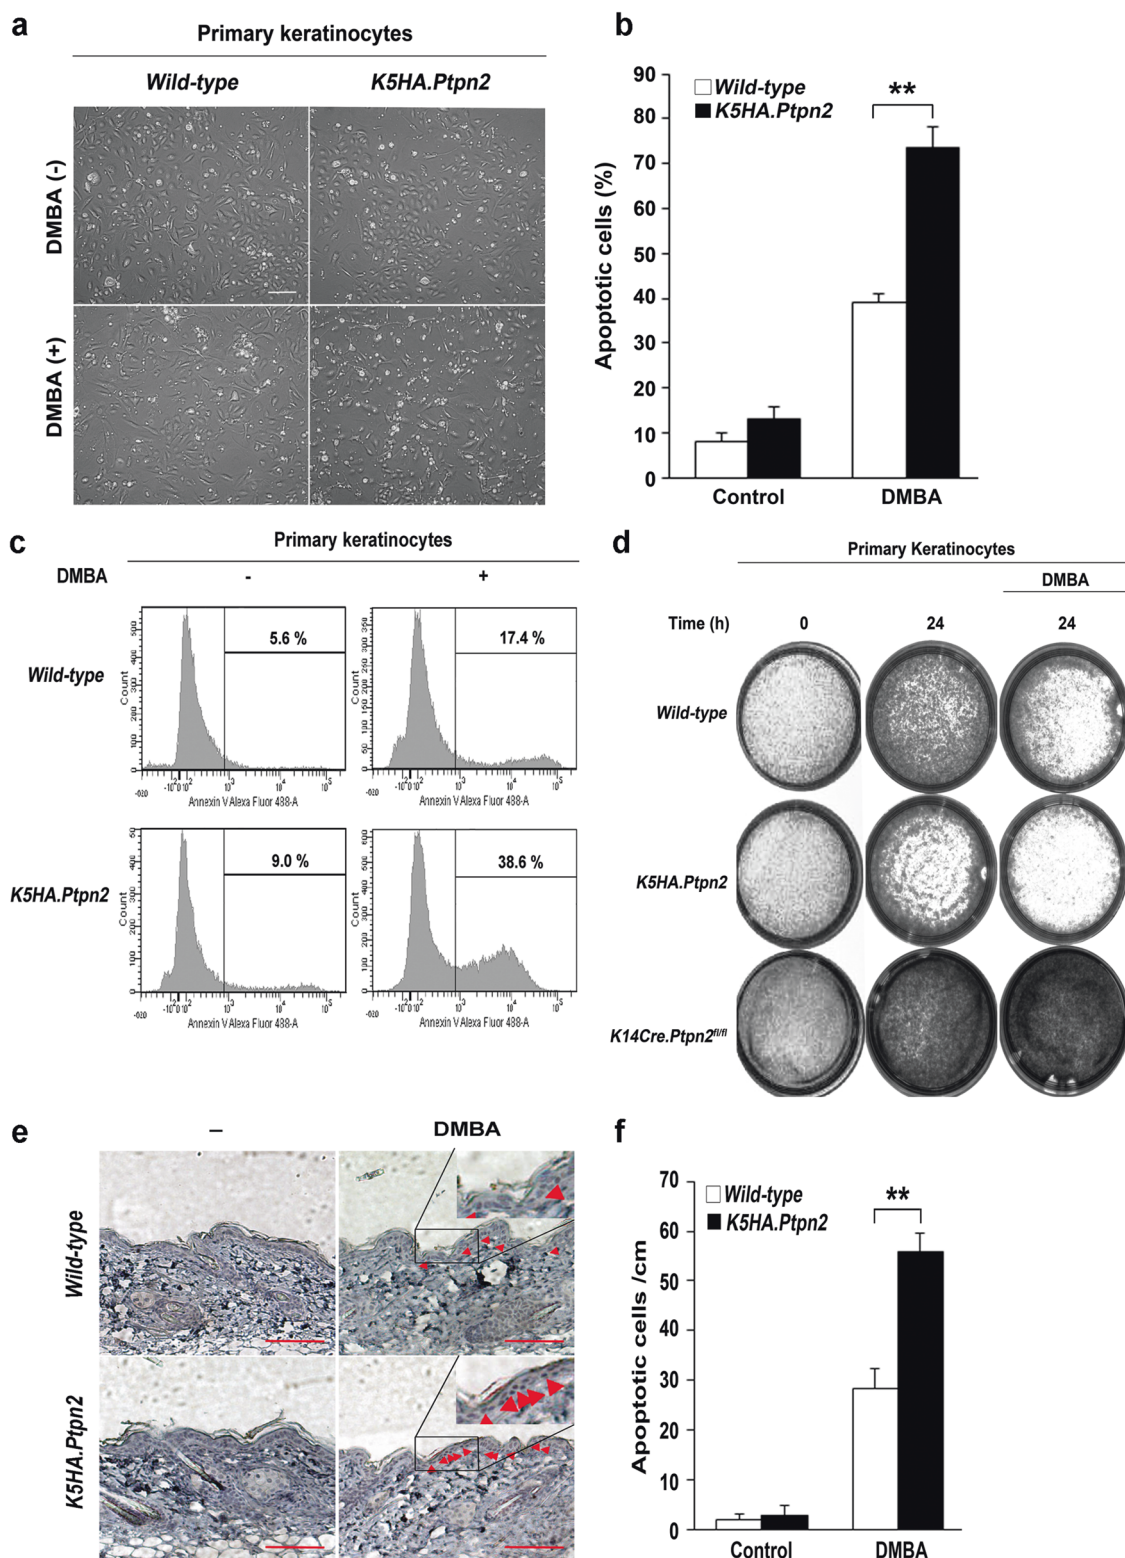 a
Primary keratinocytes
Wild-type K5HA.Ptpn2
DMBA (-)
DMBA (+)
b
Wild-type
K5HA.Ptpn2
**
Apoptotic cells (%)
90
80
70
60
50
40
30
20
10
0
Control DMBA
c
Primary keratinocytes
DMBA - +
Wild-type
5.6 %
17.4 %
Count
Annexin V Alexa Fluor 488-A
Count
Annexin V Alexa Fluor 488-A
K5HA.Ptpn2
9.0 %
38.6 %
Count
Annexin V Alexa Fluor 488-A
Count
Annexin V Alexa Fluor 488-A
d
Primary Keratinocytes
DMBA
Time (h) 0 24 24
Wild-type
K5HA.Ptpn2
K14Cre.Ptpn2fl/fl
e
– DMBA
Wild-type
K5HA.Ptpn2
f
Wild-type
K5HA.Ptpn2
**
Apoptotic cells /cm
70
60
50
40
30
20
10
0
Control DMBA